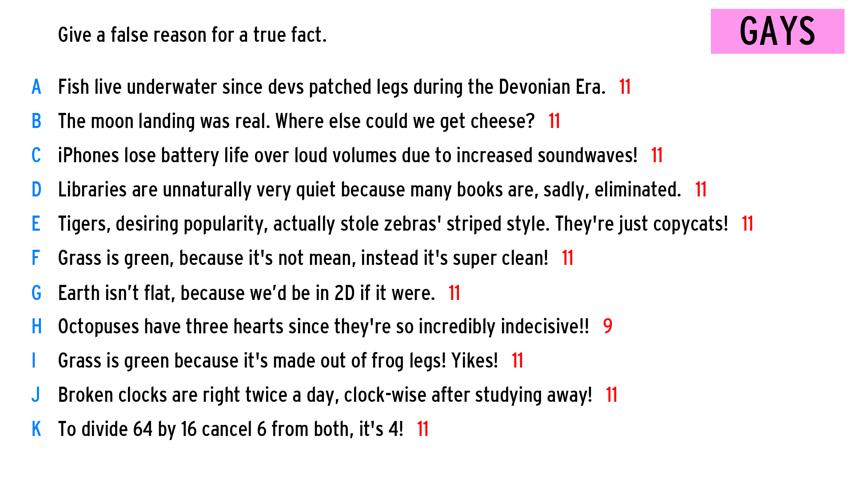 Give a false reason for a true fact.
GAYS
A Fish live underwater since devs patched legs during the Devonian Era. 11
B The moon landing was real. Where else could we get cheese? 11
C iPhones lose battery life over loud volumes due to increased soundwaves! 11
D Libraries are unnaturally very quiet because many books are, sadly, eliminated. 11
E Tigers, desiring popularity, actually stole zebras' striped style. They're just copycats! 11
F Grass is green, because it's not mean, instead it's super clean! 11
G Earth isn’t flat, because we’d be in 2D if it were. 11
H Octopuses have three hearts since they're so incredibly indecisive!! 9
I Grass is green because it's made out of frog legs! Yikes! 11
J Broken clocks are right twice a day, clock-wise after studying away! 11
K To divide 64 by 16 cancel 6 from both, it's 4! 11